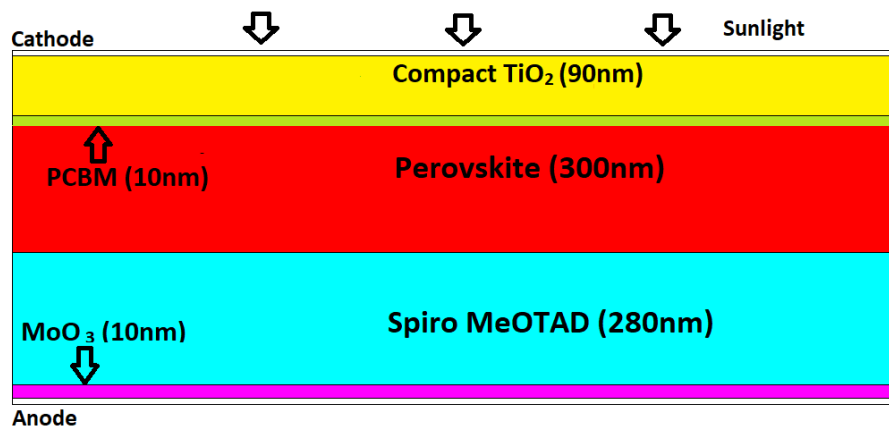 Cathode
Sunlight
Compact TiO₂ (90nm)
PCBM (10nm)
Perovskite (300nm)
MoO ₃ (10nm)
Spiro MeOTAD (280nm)
Anode